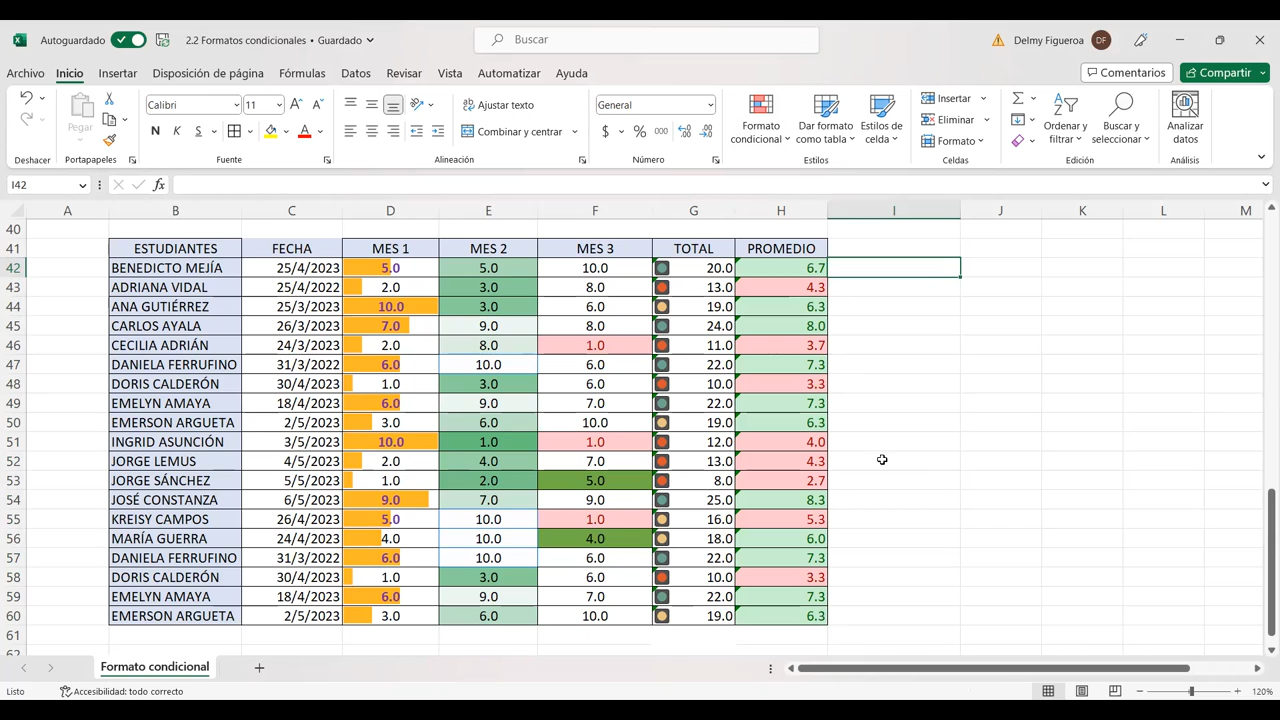 Autoguardado 2.2 Formatos condicionales • Guardado Buscar Delmy Figueroa DF
Archivo Inicio Insertar Disposición de página Fórmulas Datos Revisar Vista Automatizar Ayuda Comentarios Compartir
Pegar Calibri 11 Ajustar texto General Formato condicional Dar formato como tabla Estilos de celda Insertar Ordenar y filtrar Buscar y seleccionar Analizar datos
N K S Combinar y centrar $ % 000 Eliminar
Formato
Deshacer Portapapeles Fuente Alineación Número Estilos Celdas Edición Análisis
I42 fx
A B C D E F G H I J K L M
40
41 ESTUDIANTES FECHA MES 1 MES 2 MES 3 TOTAL PROMEDIO
42 BENEDICTO MEJÍA 25/4/2023 5.0 5.0 10.0 20.0 6.7
43 ADRIANA VIDAL 25/4/2022 2.0 3.0 8.0 13.0 4.3
44 ANA GUTIÉRREZ 25/3/2023 10.0 3.0 6.0 19.0 6.3
45 CARLOS AYALA 26/3/2023 7.0 9.0 8.0 24.0 8.0
46 CECILIA ADRIÁN 24/3/2023 2.0 8.0 1.0 11.0 3.7
47 DANIELA FERRUFINO 31/3/2022 6.0 10.0 6.0 22.0 7.3
48 DORIS CALDERÓN 30/4/2023 1.0 3.0 6.0 10.0 3.3
49 EMELYN AMAYA 18/4/2023 6.0 9.0 7.0 22.0 7.3
50 EMERSON ARGUETA 2/5/2023 3.0 6.0 10.0 19.0 6.3
51 INGRID ASUNCIÓN 3/5/2023 10.0 1.0 1.0 12.0 4.0
52 JORGE LEMUS 4/5/2023 2.0 4.0 7.0 13.0 4.3
53 JORGE SÁNCHEZ 5/5/2023 1.0 2.0 5.0 8.0 2.7
54 JOSÉ CONSTANZA 6/5/2023 9.0 7.0 9.0 25.0 8.3
55 KREISY CAMPOS 26/4/2023 5.0 10.0 1.0 16.0 5.3
56 MARÍA GUERRA 24/4/2023 4.0 10.0 4.0 18.0 6.0
57 DANIELA FERRUFINO 31/3/2022 6.0 10.0 6.0 22.0 7.3
58 DORIS CALDERÓN 30/4/2023 1.0 3.0 6.0 10.0 3.3
59 EMELYN AMAYA 18/4/2023 6.0 9.0 7.0 22.0 7.3
60 EMERSON ARGUETA 2/5/2023 3.0 6.0 10.0 19.0 6.3
61
62
Formato condicional
Listo Accesibilidad: todo correcto 120%